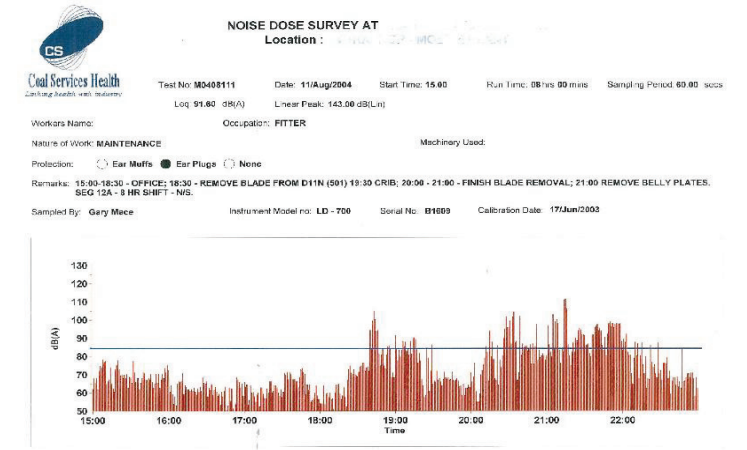 NOISE DOSE SURVEY AT
Location :
CS
Coal Services Health
Test No: M0408111 Date: 11/Aug/2004 Start Time: 15.00 Run Time: 08 hrs 00 mins Sampling Period: 60.00 secs
Leq: 91.60 dB(A) Linear Peak: 143.00 dB(Lin)
Workers Name: Occupation: FITTER
Nature of Work: MAINTENANCE Machinery Used:
Protection: Ear Muffs Ear Plugs None
Remarks: 15:00-18:30 - OFFICE; 18:30 - REMOVE BLADE FROM D11N (501) 19:30 CRIB; 20:00 - 21:00 - FINISH BLADE REMOVAL; 21:00 REMOVE BELLY PLATES.
SEG 12A - 8 HR SHIFT - N/S.
Sampled By: Gary Mace Instrument Model no: LD - 700 Serial No: B1609 Calibration Date: 17/Jun/2003
130
120
110
100
90
80
70
60
50
dB(A)
15:00 16:00 17:00 18:00 19:00 20:00 21:00 22:00
Time